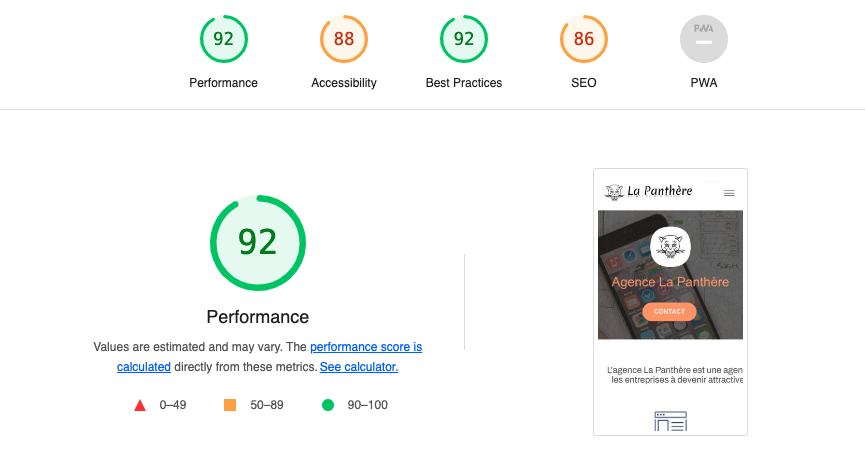 92
88
92
86
PWA
Performance
Accessibility
Best Practices
SEO
PWA
La Panthère
92
Agence La Panthère
CONTACT
Performance
Values are estimated and may vary. The performance score is
calculated directly from these metrics. See calculator.
L'agence La Panthère est une agen
les entreprises à devenir attractive
0–49
50–89
90–100